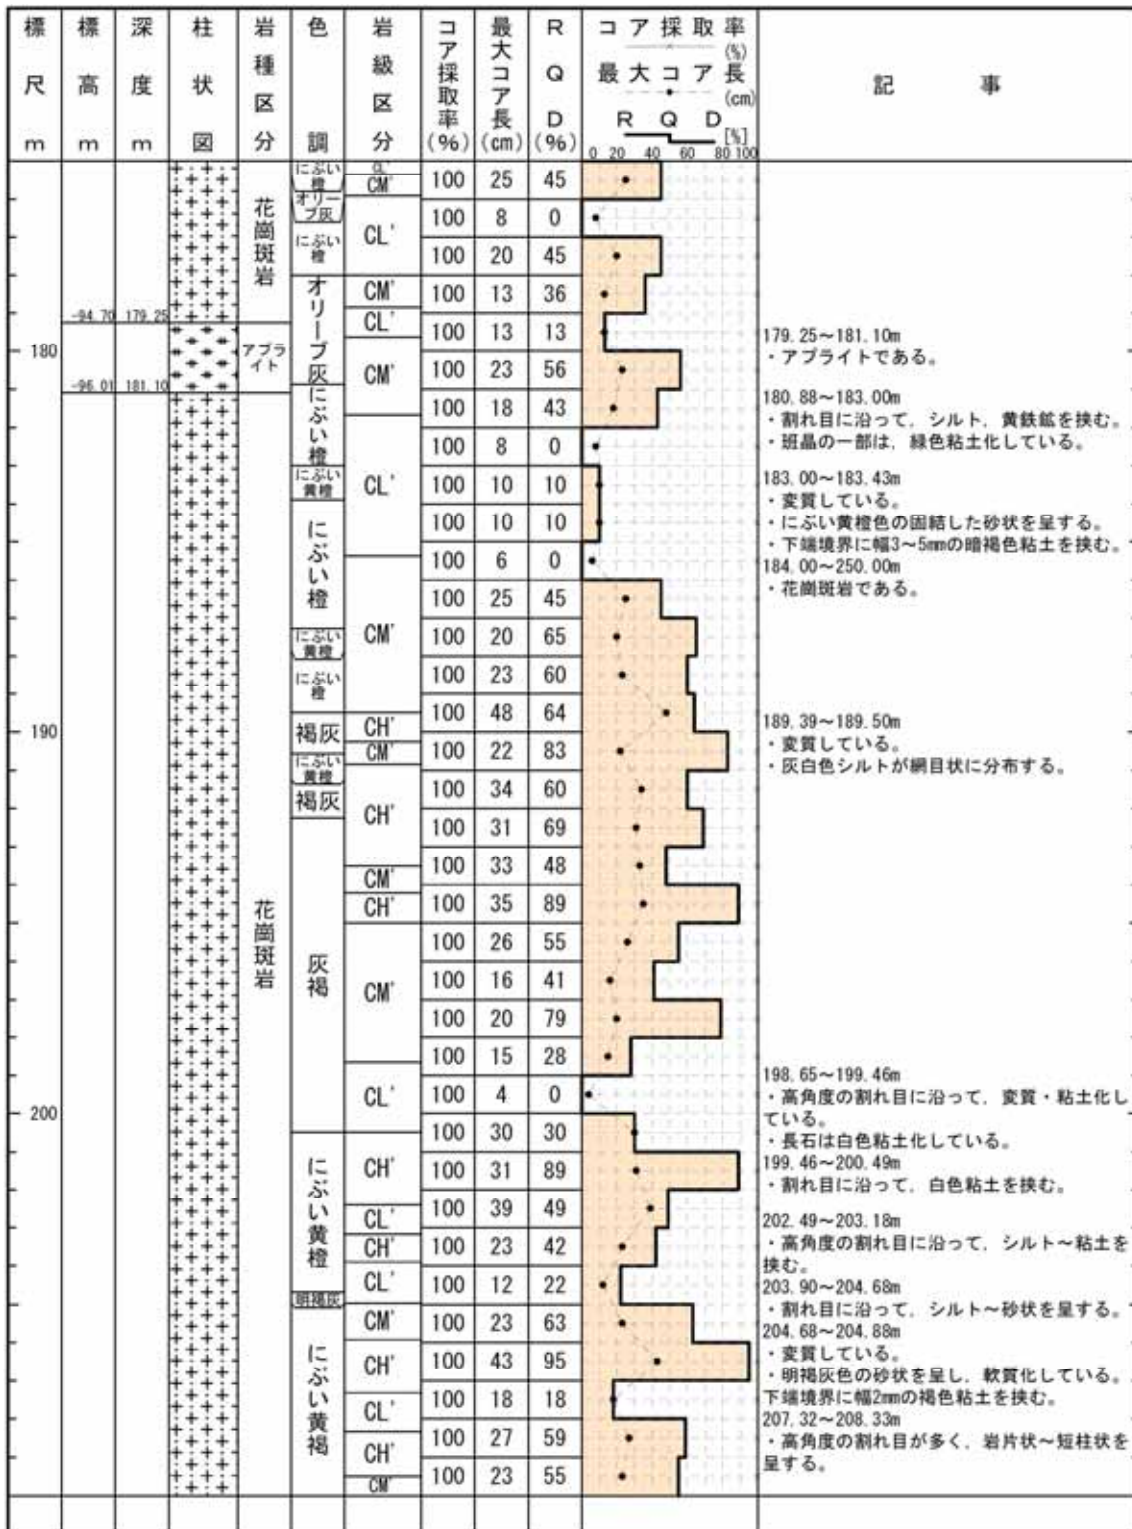 標尺m
標高m
深度m
柱状図
岩種区分
色調
岩級区分
コア採取率(%)
最大コア長(cm)
RQD(%)
コア採取率(%)
最大コア長(cm)
RQD[%]
0 20 40 60 80 100
記事
180
190
200
-94.70 179.25
-96.01 181.10
花崗斑岩
アプライト
花崗斑岩
にぶい橙
オリーブ灰
にぶい橙
オリーブ灰
にぶい橙
にぶい黄橙
にぶい橙
にぶい黄橙
にぶい橙
褐灰
にぶい黄橙
褐灰
灰褐
にぶい黄橙
明褐灰
にぶい黄褐
CL'
CM'
CL'
CM'
CL'
CM'
CL'
CM'
CH'
CM'
CH'
CM'
CH'
CM'
CL'
CH'
CL'
CH'
CL'
CM'
CH'
CL'
CH'
CM'
100 25 45
100 8 0
100 20 45
100 13 36
100 13 13
100 23 56
100 18 43
100 8 0
100 10 10
100 10 10
100 6 0
100 25 45
100 20 65
100 23 60
100 48 64
100 22 83
100 34 60
100 31 69
100 33 48
100 35 89
100 26 55
100 16 41
100 20 79
100 15 28
100 4 0
100 30 30
100 31 89
100 39 49
100 23 42
100 12 22
100 23 63
100 43 95
100 18 18
100 27 59
100 23 55
179.25～181.10m
・アプライトである。
180.88～183.00m
・割れ目に沿って，シルト，黄鉄鉱を挟む。
・班晶の一部は，緑色粘土化している。
183.00～183.43m
・変質している。
・にぶい黄橙色の固結した砂状を呈する。
・下端境界に幅3～5mmの暗褐色粘土を挟む。
184.00～250.00m
・花崗斑岩である。
189.39～189.50m
・変質している。
・灰白色シルトが網目状に分布する。
198.65～199.46m
・高角度の割れ目に沿って，変質・粘土化し
ている。
・長石は白色粘土化している。
199.46～200.49m
・割れ目に沿って，白色粘土を挟む。
202.49～203.18m
・高角度の割れ目に沿って，シルト～粘土を
挟む。
203.90～204.68m
・割れ目に沿って，シルト～砂状を呈する。
204.68～204.88m
・変質している。
・明褐灰色の砂状を呈し，軟質化している。
下端境界に幅2mmの褐色粘土を挟む。
207.32～208.33m
・高角度の割れ目が多く，岩片状～短柱状を
呈する。